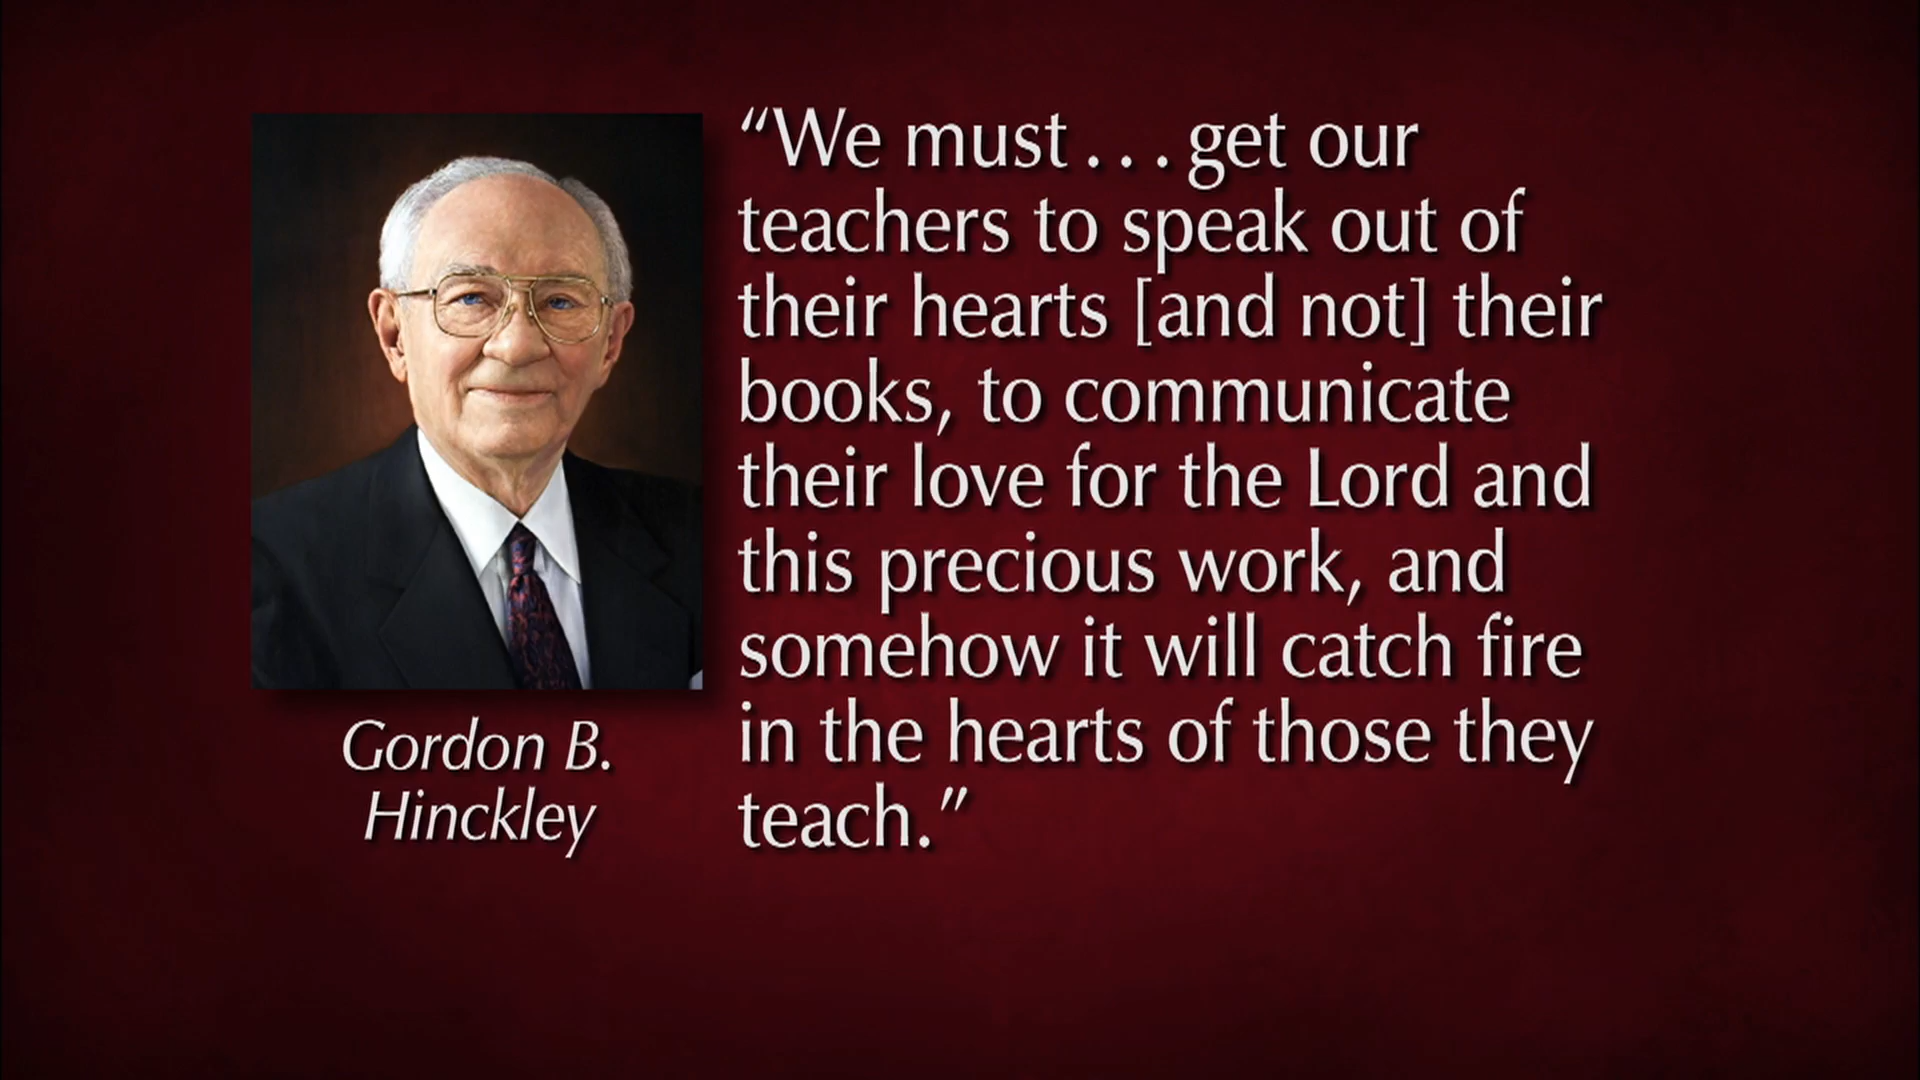 “We must . . . get our
teachers to speak out of
their hearts [and not] their
books, to communicate
their love for the Lord and
this precious work, and
somehow it will catch fire
in the hearts of those they
teach.”
Gordon B.
Hinckley